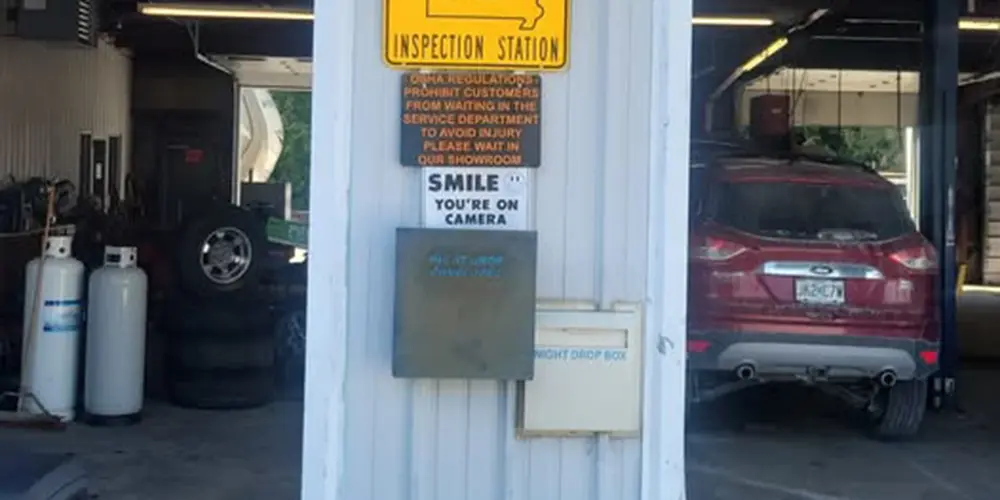 INSPECTION STATION
OSHA REGULATIONS
PROHIBIT CUSTOMERS
FROM WAITING IN THE
SERVICE DEPARTMENT
TO AVOID INJURY
PLEASE WAIT IN
OUR SHOWROOM
SMILE
YOU'RE ON
CAMERA
NIGHT DROP BOX